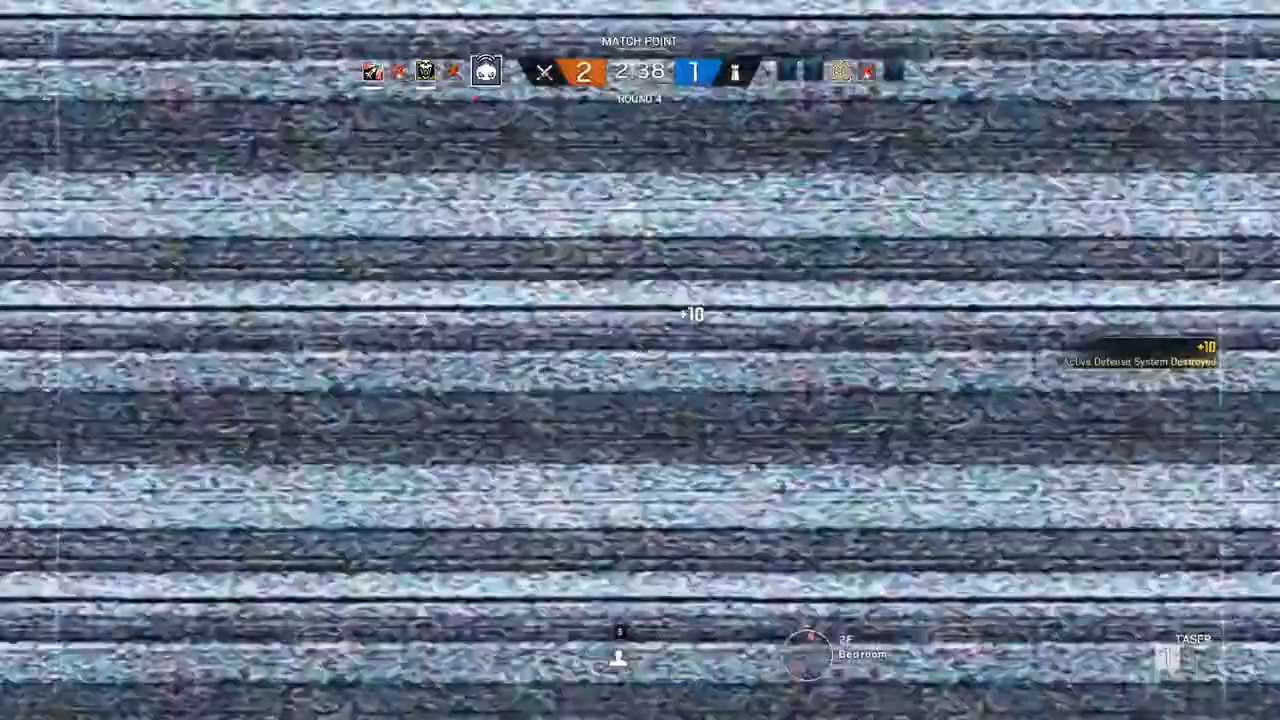 MATCH POINT
2 2:38 1
ROUND 4
+10
+10
Active Defense System Destroyed
2F
Bedroom
TASER